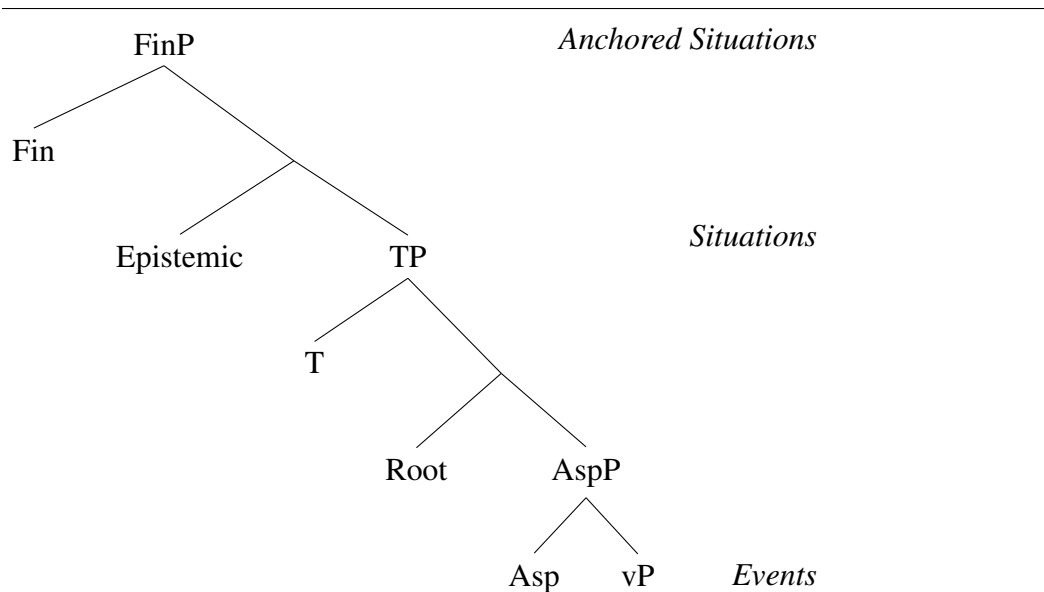 FinP Anchored Situations
Fin
Epistemic TP Situations
T
Root AspP
Asp vP Events